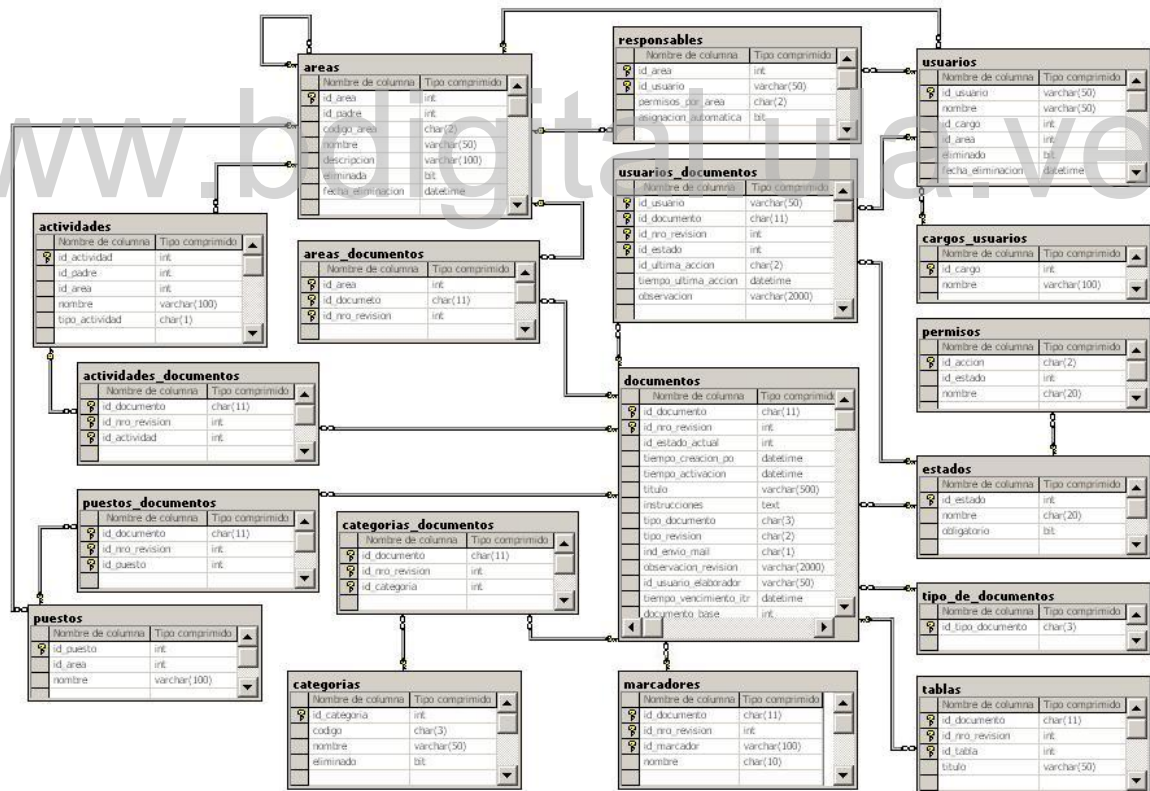 www.bdigital.ula.ve
areas
Nombre de columna Tipo comprimido
id_area int
id_padre int
codigo_area char(2)
nombre varchar(50)
descripcion varchar(100)
eliminada bit
fecha_eliminacion datetime
responsables
Nombre de columna Tipo comprimido
id_area int
id_usuario varchar(50)
permisos_por_area char(2)
asignacion_automatica bit
usuarios
Nombre de columna Tipo comprimido
id_usuario varchar(50)
nombre varchar(50)
id_cargo int
id_area int
eliminado bit
fecha_eliminacion datetime
usuarios_documentos
Nombre de columna Tipo comprimido
id_usuario varchar(50)
id_documento char(11)
id_nro_revision int
id_estado int
id_ultima_accion char(2)
tiempo_ultima_accion datetime
observacion varchar(2000)
actividades
Nombre de columna Tipo comprimido
id_actividad int
id_padre int
id_area int
nombre varchar(100)
tipo_actividad char(1)
areas_documentos
Nombre de columna Tipo comprimido
id_area int
id_documeto char(11)
id_nro_revision int
cargos_usuarios
Nombre de columna Tipo comprimido
id_cargo int
nombre varchar(100)
permisos
Nombre de columna Tipo comprimido
id_accion char(2)
id_estado int
nombre char(20)
actividades_documentos
Nombre de columna Tipo comprimido
id_documento char(11)
id_nro_revision int
id_actividad int
documentos
Nombre de columna Tipo comprimid
id_documento char(11)
id_nro_revision int
id_estado_actual int
tiempo_creacion_po datetime
tiempo_activacion datetime
titulo varchar(500)
instrucciones text
tipo_documento char(3)
tipo_revision char(2)
ind_envio_mail char(1)
observacion_revision varchar(2000)
id_usuario_elaborador varchar(50)
tiempo_vencimiento_itr datetime
documento_base int
estados
Nombre de columna Tipo comprimido
id_estado int
nombre char(20)
obligatorio bit
puestos_documento
Nombre de columna Tipo comprimido
id_documento char(11)
id_nro_revision int
id_puesto int
categorias_documentos
Nombre de columna Tipo comprimido
id_documento char(11)
id_nro_revision int
id_categoria int
tipo_de_documentos
Nombre de columna Tipo comprimido
id_tipo_documento char(3)
puestos
Nombre de columna Tipo comprimido
id_puesto int
id_area int
nombre varchar(100)
categorias
Nombre de columna Tipo comprimido
id_categoria int
codigo char(3)
nombre varchar(50)
eliminado bit
marcadores
Nombre de columna Tipo comprimido
id_documento char(11)
id_nro_revision int
id_marcador varchar(100)
nombre char(10)
tablas
Nombre de columna Tipo comprimido
id_documento char(11)
id_nro_revision int
id_tabla int
titulo varchar(50)